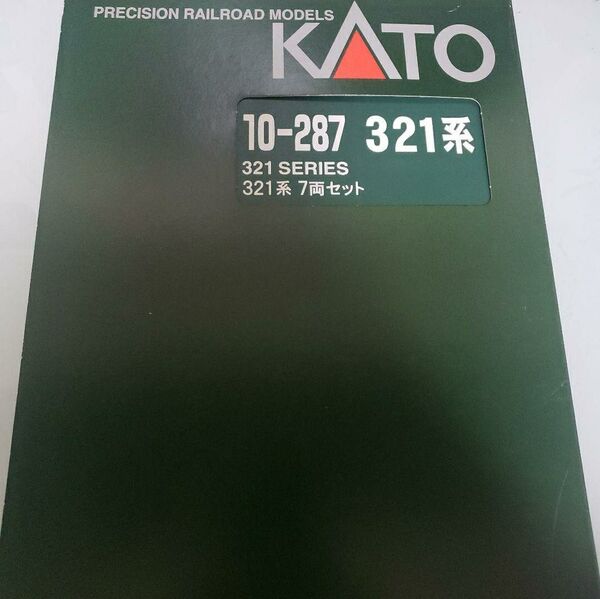 PRECISION RAILROAD MODELS
KATO
10-287 321系
321 SERIES
321系 7両セット